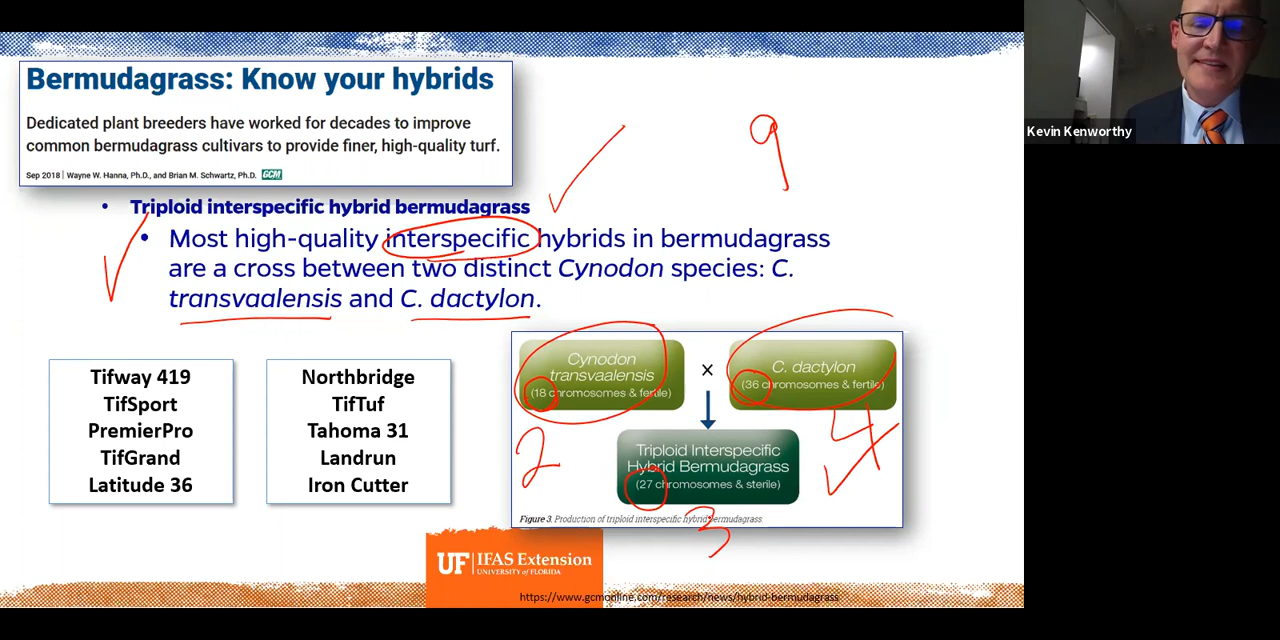 Bermudagrass: Know your hybrids
Dedicated plant breeders have worked for decades to improve
common bermudagrass cultivars to provide finer, high-quality turf.
Sep 2018 | Wayne W. Hanna, Ph.D., and Brian M. Schwartz, Ph.D. GCM
Kevin Kenworthy
9
• Triploid interspecific hybrid bermudagrass
• Most high-quality interspecific hybrids in bermudagrass
are a cross between two distinct Cynodon species: C.
transvaalensis and C. dactylon.
Tifway 419
TifSport
PremierPro
TifGrand
Latitude 36
Northbridge
TifTuf
Tahoma 31
Landrun
Iron Cutter
Cynodon
transvaalensis
(18 chromosomes & fertile)
×
C. dactylon
(36 chromosomes & fertile)
2
4
Triploid Interspecific
Hybrid Bermudagrass
(27 chromosomes & sterile)
3
Figure 3. Production of triploid interspecific hybrid bermudagrass.
UF | IFAS Extension
UNIVERSITY of FLORIDA
https://www.gcmonline.com/research/news/hybrid-bermudagrass